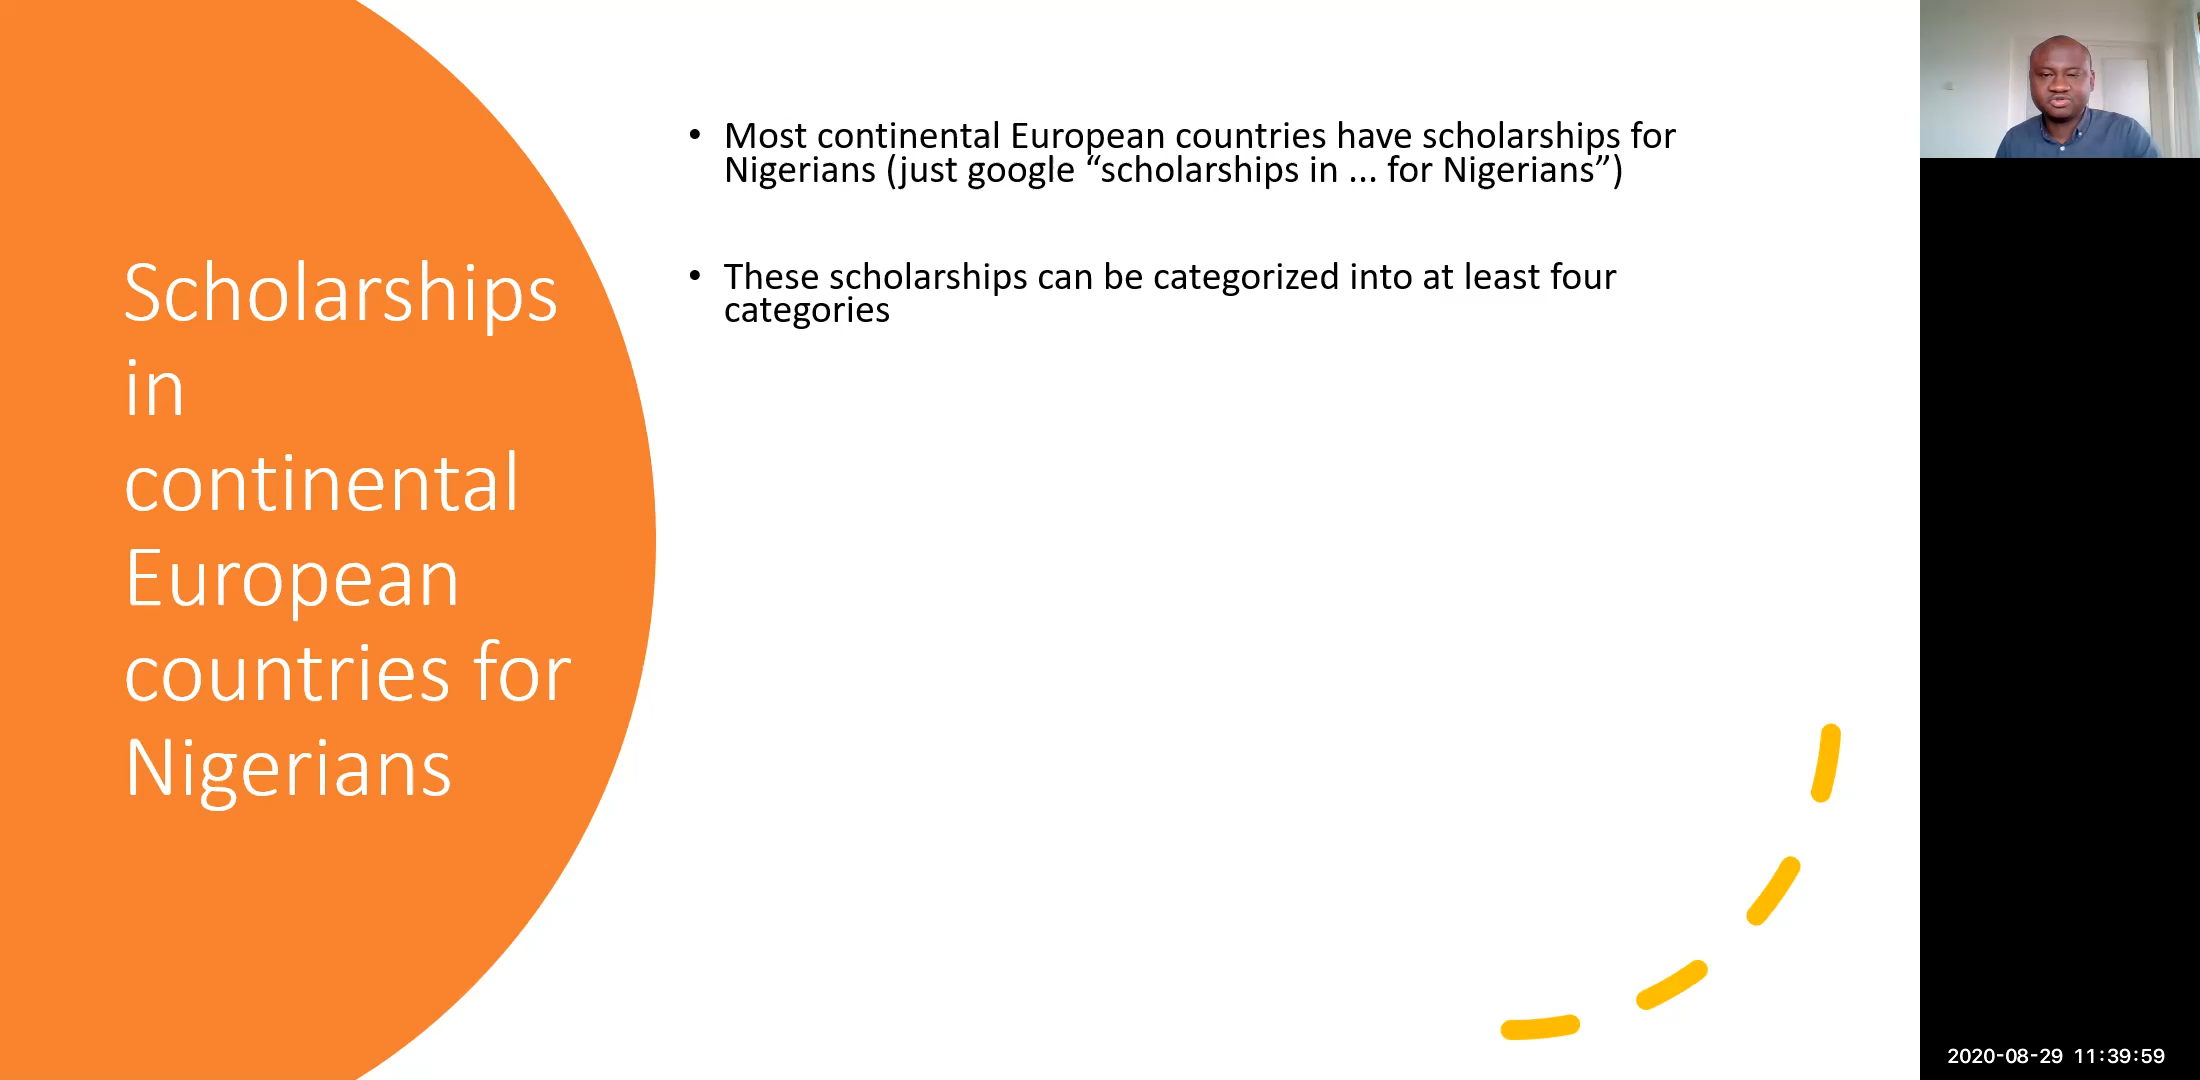 Scholarships
in
continental
European
countries for
Nigerians
• Most continental European countries have scholarships for
Nigerians (just google “scholarships in ... for Nigerians”)
• These scholarships can be categorized into at least four
categories
2020-08-29 11:39:59